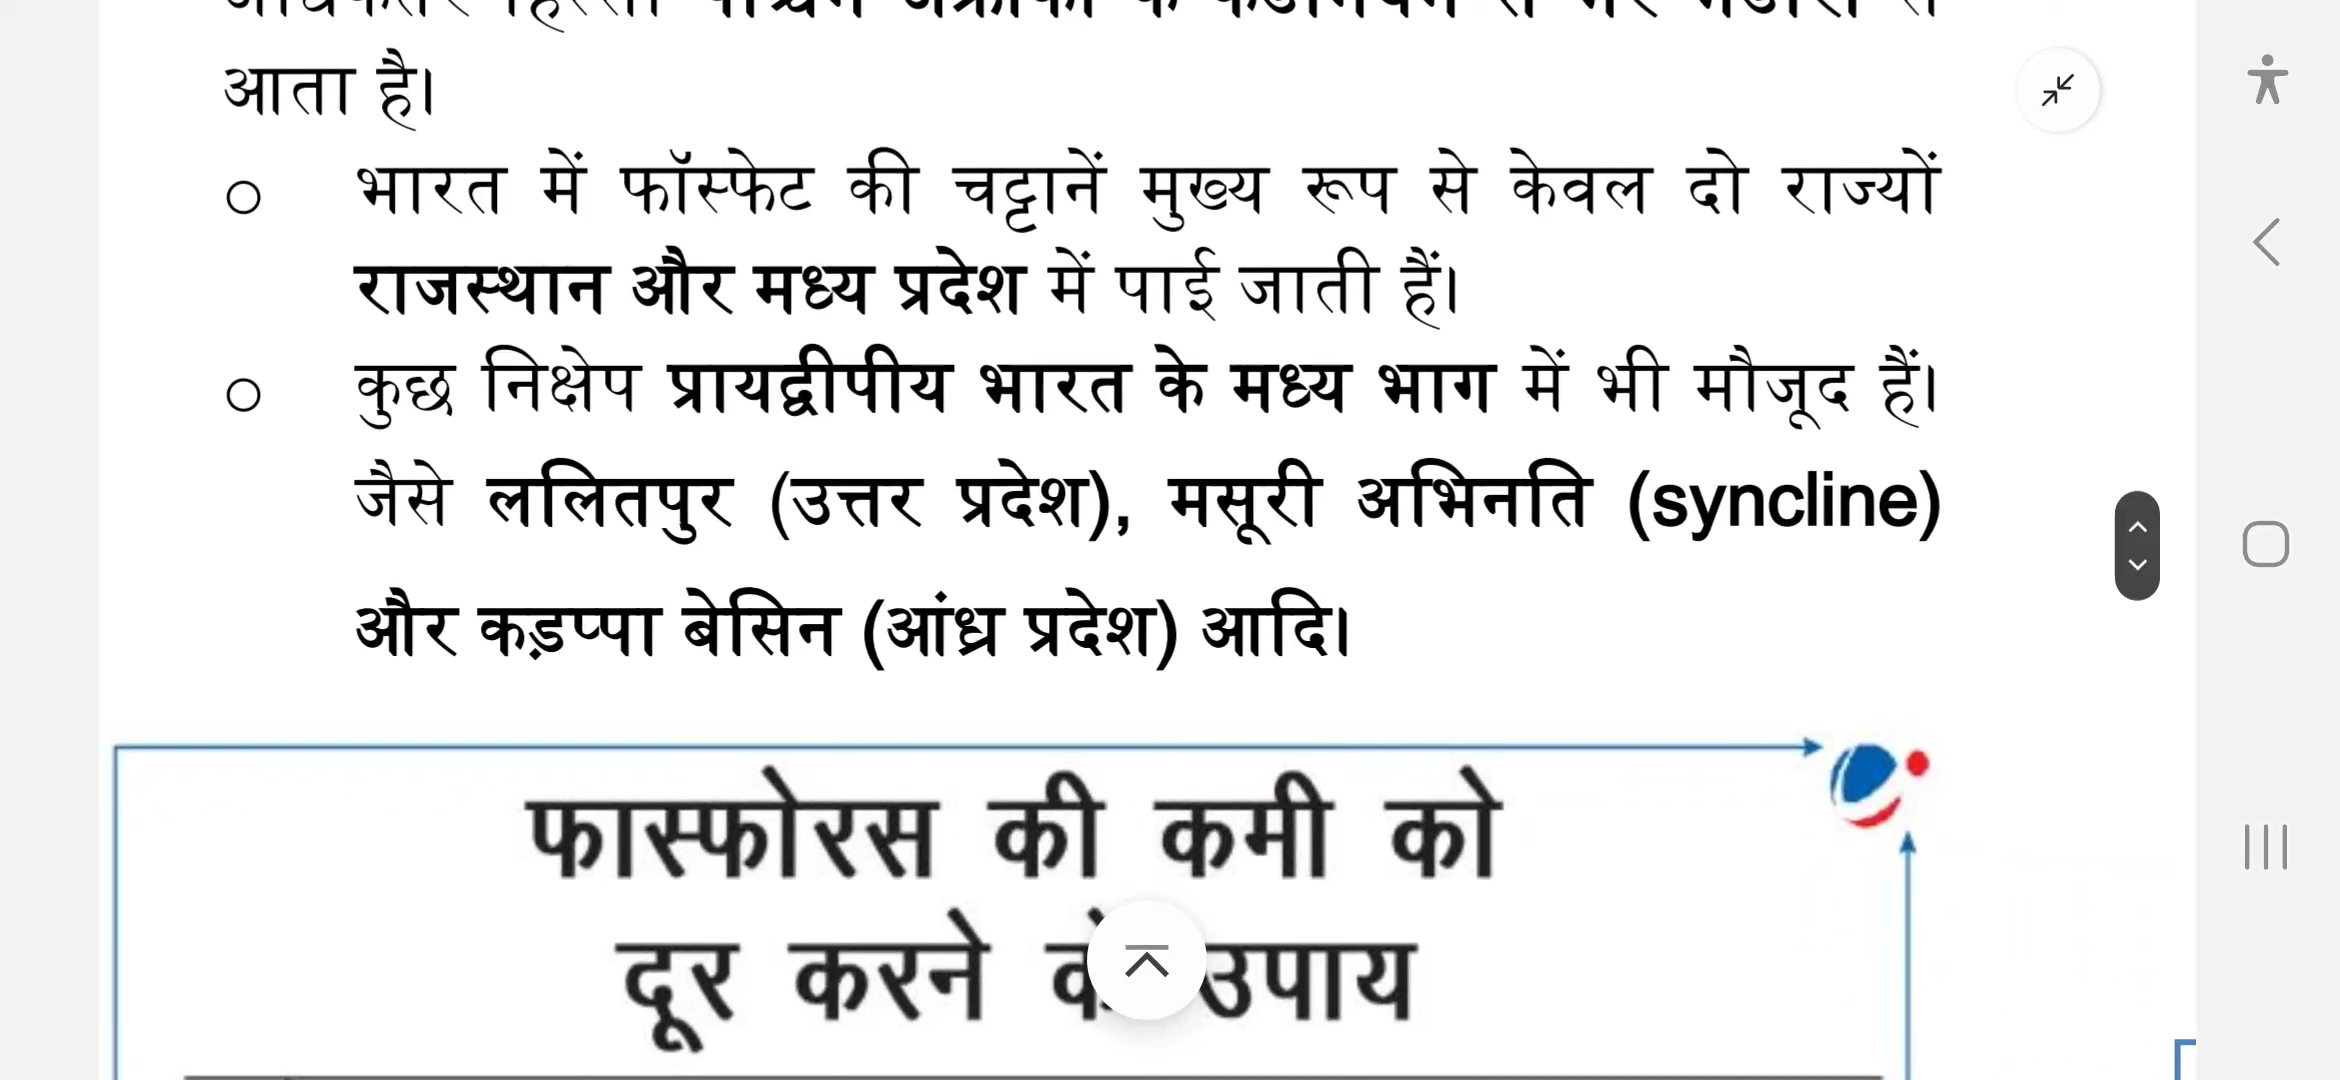 आता है।
○ भारत में फॉस्फेट की चट्टानें मुख्य रूप से केवल दो राज्यों
राजस्थान और मध्य प्रदेश में पाई जाती हैं।
○ कुछ निक्षेप प्रायद्वीपीय भारत के मध्य भाग में भी मौजूद हैं।
जैसे ललितपुर (उत्तर प्रदेश), मसूरी अभिनति (syncline)
और कड़प्पा बेसिन (आंध्र प्रदेश) आदि।
फास्फोरस की कमी को
दूर करने उपाय